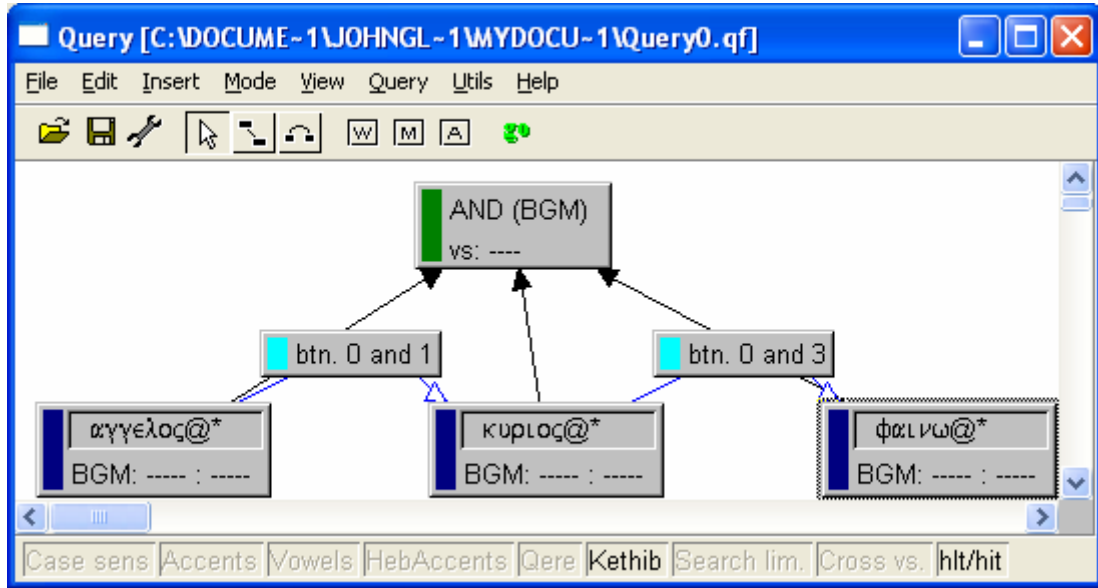 Query [C:\DOCUME~1\JOHNGL~1\MYDOCU~1\Query0.qf]
File Edit Insert Mode View Query Utils Help
W M A go
AND (BGM)
vs: ----
btn. 0 and 1 btn. 0 and 3
αγγελος@* κυριος@* φαινω@*
BGM: ----- : ----- BGM: ----- : ----- BGM: ----- : -----
Case sens Accents Vowels HebAccents Qere Kethib Search lim. Cross vs. hlt/hit